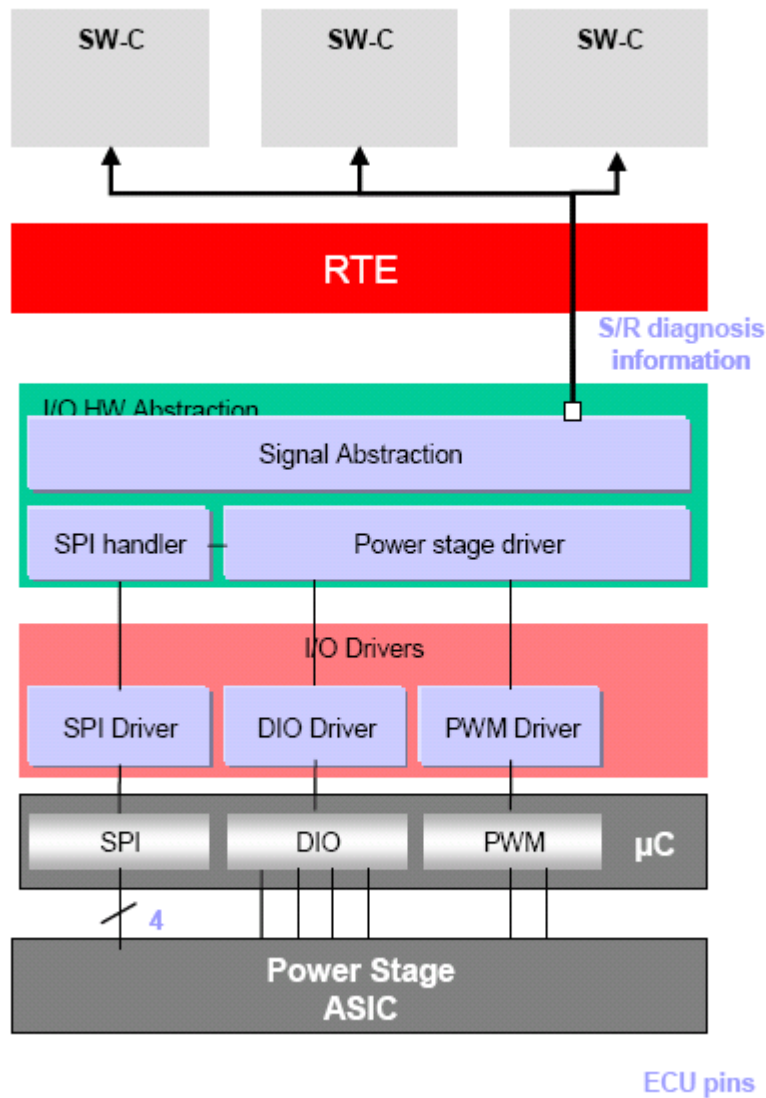 SW-C
SW-C
SW-C
RTE
S/R diagnosis
information
I/O HW Abstraction
Signal Abstraction
SPI handler
Power stage driver
I/O Drivers
SPI Driver
DIO Driver
PWM Driver
SPI
DIO
PWM
µC
4
Power Stage
ASIC
ECU pins